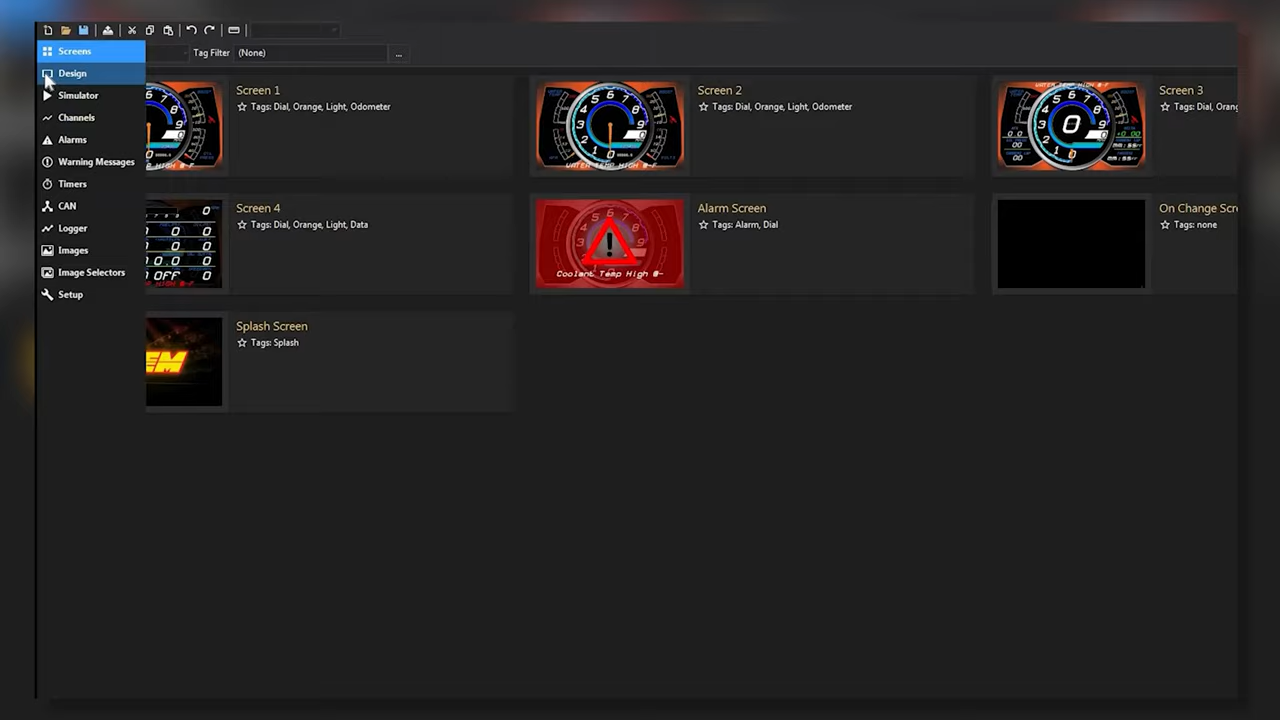 Tag Filter (None) ...
Screens
Design
Simulator
Channels
Alarms
Warning Messages
Timers
CAN
Logger
Images
Image Selectors
Setup
Screen 1
Tags: Dial, Orange, Light, Odometer
Screen 2
Tags: Dial, Orange, Light, Odometer
Screen 3
Tags: Dial, Orang
Screen 4
Tags: Dial, Orange, Light, Data
Alarm Screen
Tags: Alarm, Dial
Coolant Temp High
On Change Scre
Tags: none
Splash Screen
Tags: Splash
EM